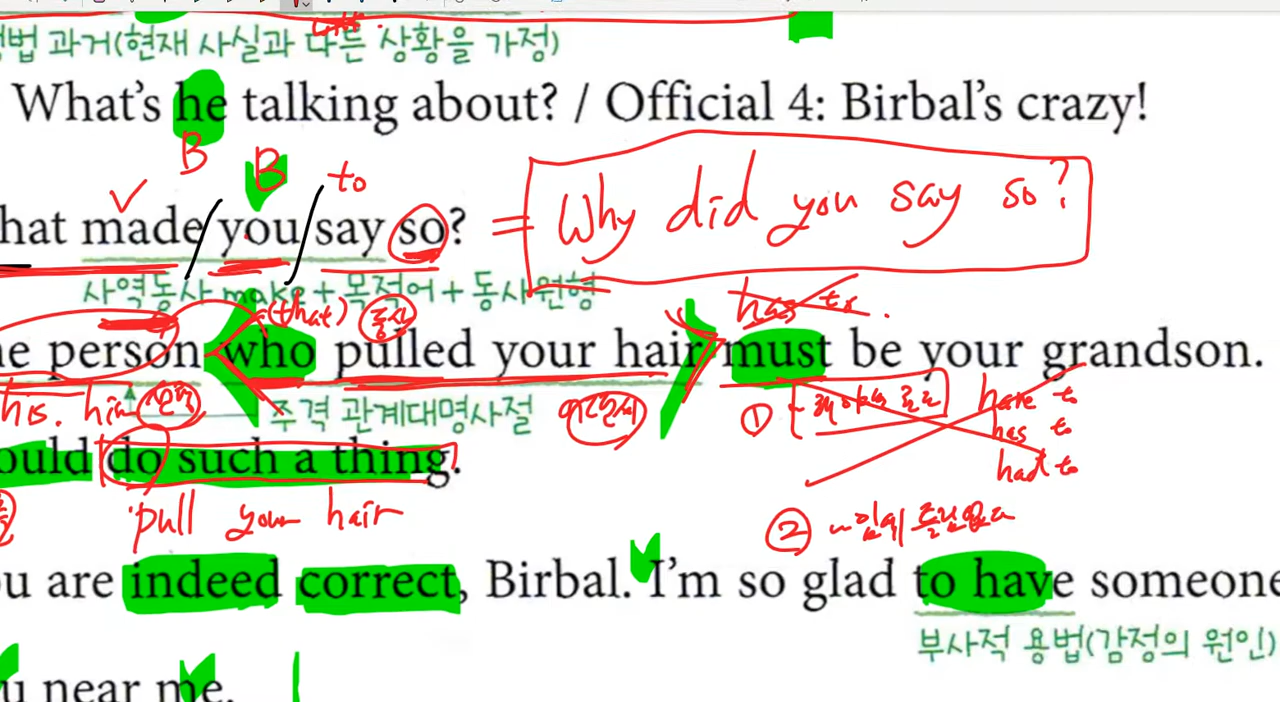 법 과거(현재 사실과 다른 상황을 가정)
What's he talking about? / Official 4: Birbal's crazy!
B B to
hat made / you / say so? = Why did you say so?
사역동사 make + 목적어 + 동사원형
(that) 동사 has to
e person who pulled your hair must be your grandson.
his. 주격 관계대명사절 ① have to
has to
ould do such a thing. had to
pull your hair
② ~임에 틀림없다
u are indeed correct, Birbal. I'm so glad to have someone
부사적 용법(감정의 원인)
u near me.